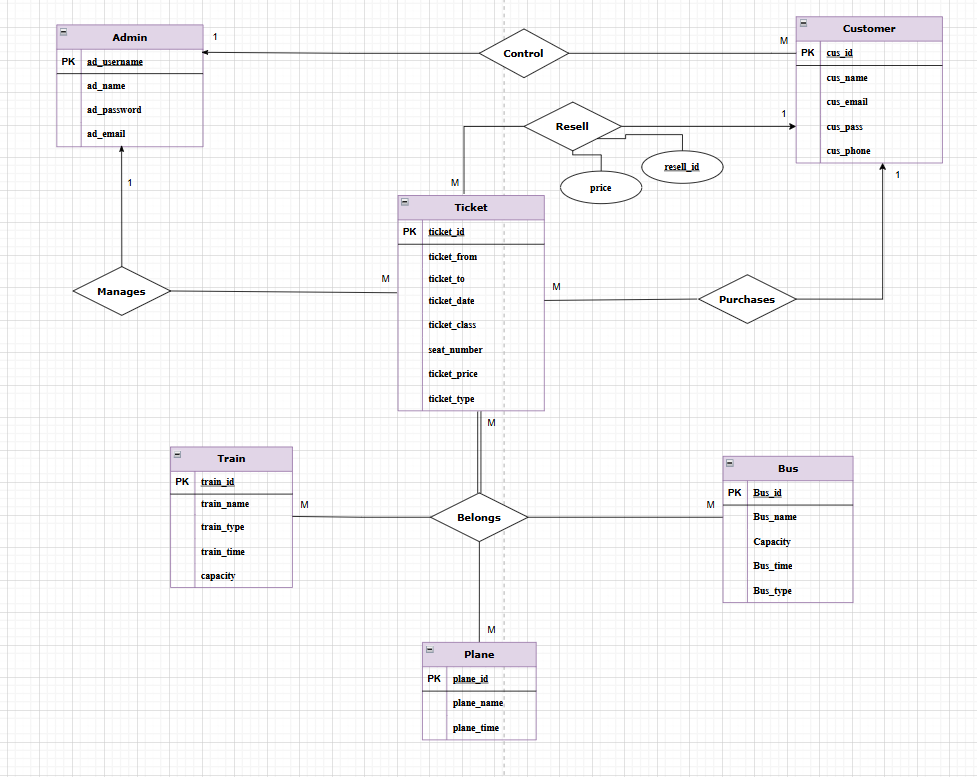 Admin
PK ad_username
ad_name
ad_password
ad_email
1
Control
M
Customer
PK cus_id
cus_name
cus_email
cus_pass
cus_phone
1
Resell
resell_id
price
M
1
1
Manages
M
Ticket
PK ticket_id
ticket_from
ticket_to
ticket_date
ticket_class
seat_number
ticket_price
ticket_type
M
Purchases
M
Train
PK train_id
train_name
train_type
train_time
capacity
M
Belongs
M
Bus
PK Bus_id
Bus_name
Capacity
Bus_time
Bus_type
M
Plane
PK plane_id
plane_name
plane_time